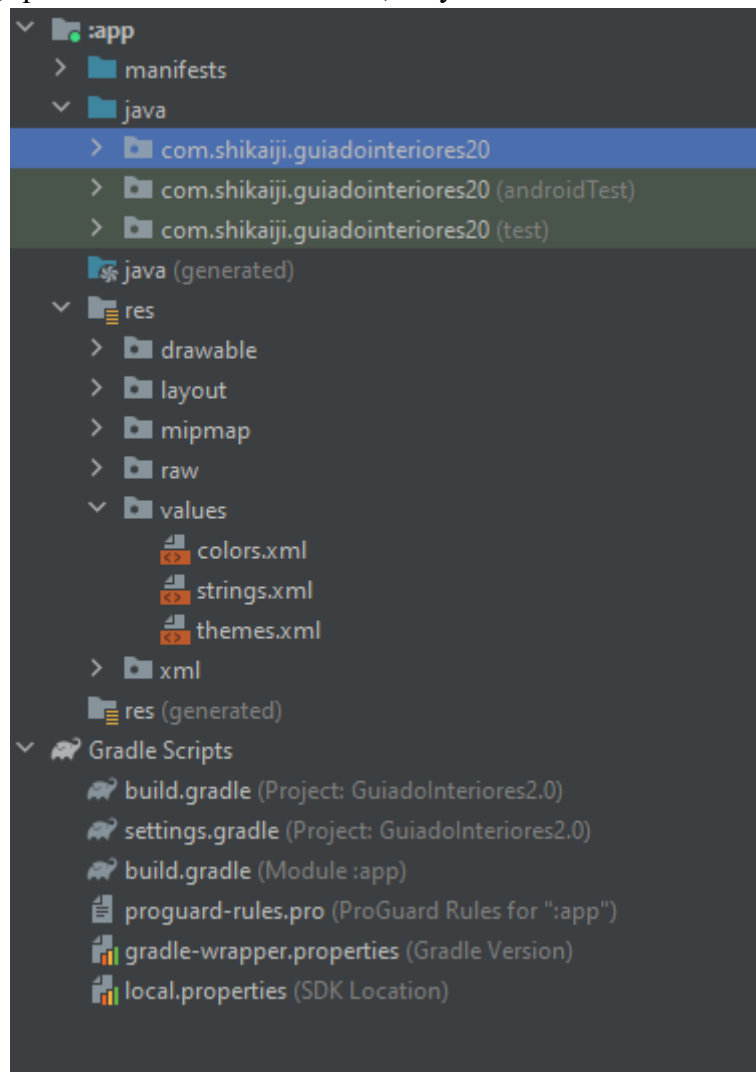 :app
manifests
java
com.shikaiji.guiadointeriores20
com.shikaiji.guiadointeriores20 (androidTest)
com.shikaiji.guiadointeriores20 (test)
java (generated)
res
drawable
layout
mipmap
raw
values
colors.xml
strings.xml
themes.xml
xml
res (generated)
Gradle Scripts
build.gradle (Project: GuiadoInteriores2.0)
settings.gradle (Project: GuiadoInteriores2.0)
build.gradle (Module :app)
proguard-rules.pro (ProGuard Rules for ":app")
gradle-wrapper.properties (Gradle Version)
local.properties (SDK Location)